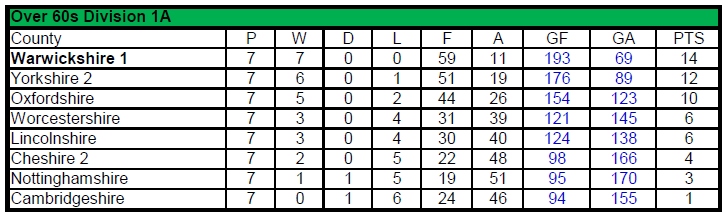 Over 60s Division 1A
County P W D L F A GF GA PTS
Warwickshire 1 7 7 0 0 59 11 193 69 14
Yorkshire 2 7 6 0 1 51 19 176 89 12
Oxfordshire 7 5 0 2 44 26 154 123 10
Worcestershire 7 3 0 4 31 39 121 145 6
Lincolnshire 7 3 0 4 30 40 124 138 6
Cheshire 2 7 2 0 5 22 48 98 166 4
Nottinghamshire 7 1 1 5 19 51 95 170 3
Cambridgeshire 7 0 1 6 24 46 94 155 1